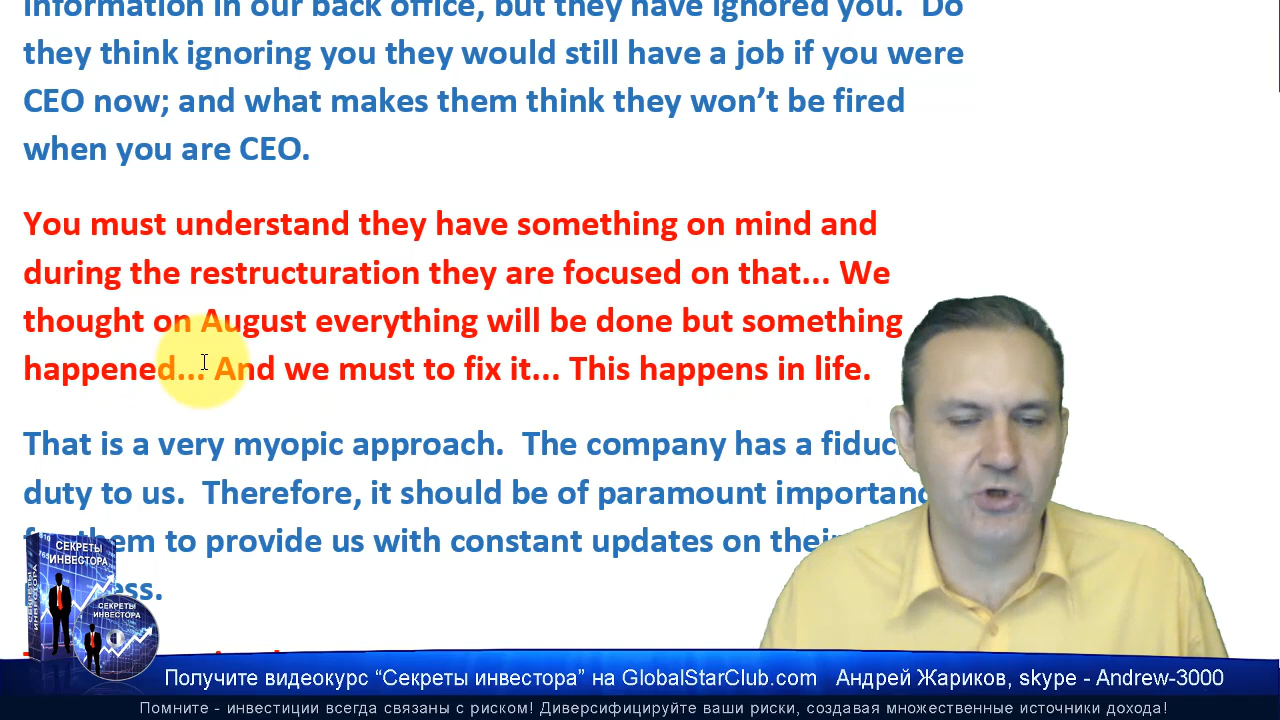 information in our back office, but they have ignored you. Do
they think ignoring you they would still have a job if you were
CEO now; and what makes them think they won’t be fired
when you are CEO.
You must understand they have something on mind and
during the restructuration they are focused on that... We
thought on August everything will be done but something
happened... And we must to fix it... This happens in life.
That is a very myopic approach. The company has a fiduc
duty to us. Therefore, it should be of paramount importanc
them to provide us with constant updates on their
СЕКРЕТЫ
ИНВЕСТОРА
СЕКРЕТЫ ИНВЕСТОРА
СЕКРЕТЫ
ИНВЕСТОРА
Получите видеокурс “Секреты инвестора” на GlobalStarClub.com Андрей Жариков, skype - Andrew-3000
Помните - инвестиции всегда связаны с риском! Диверсифицируйте ваши риски, создавая множественные источники дохода!